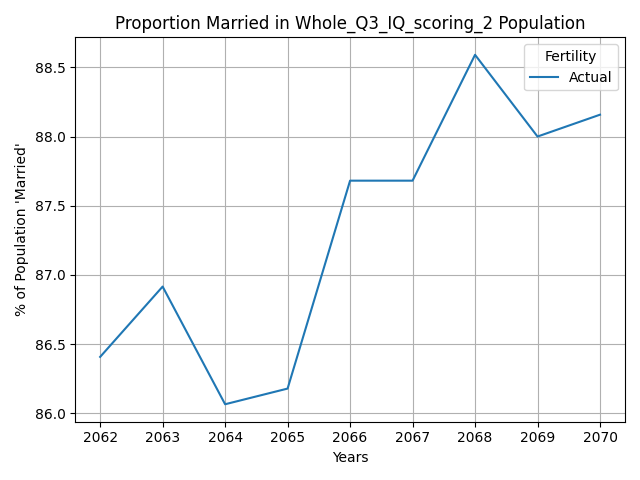 Proportion Married in Whole_Q3_IQ_scoring_2 Population
Fertility
Actual
% of Population 'Married'
88.5
88.0
87.5
87.0
86.5
86.0
2062 2063 2064 2065 2066 2067 2068 2069 2070
Years